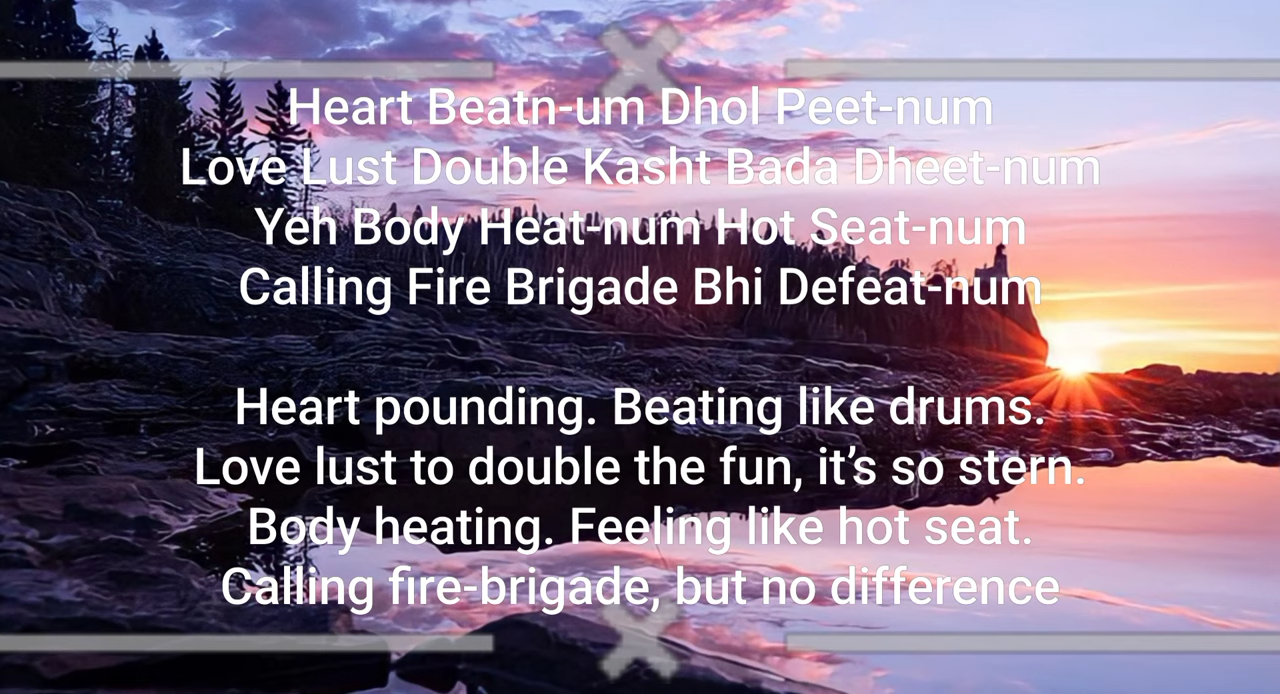 Heart Beatn-um Dhol Peet-num
Love Lust Double Kasht Bada Dheet-num
Yeh Body Heat-num Hot Seat-num
Calling Fire Brigade Bhi Defeat-num
Heart pounding. Beating like drums.
Love lust to double the fun, it’s so stern.
Body heating. Feeling like hot seat.
Calling fire-brigade, but no difference